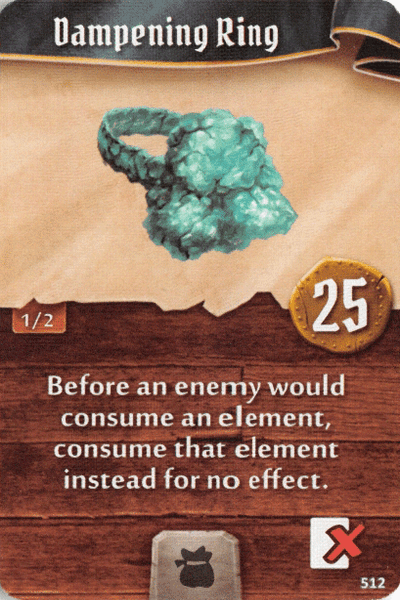 Dampening Ring
25
1/2
Before an enemy would
consume an element,
consume that element
instead for no effect.
512